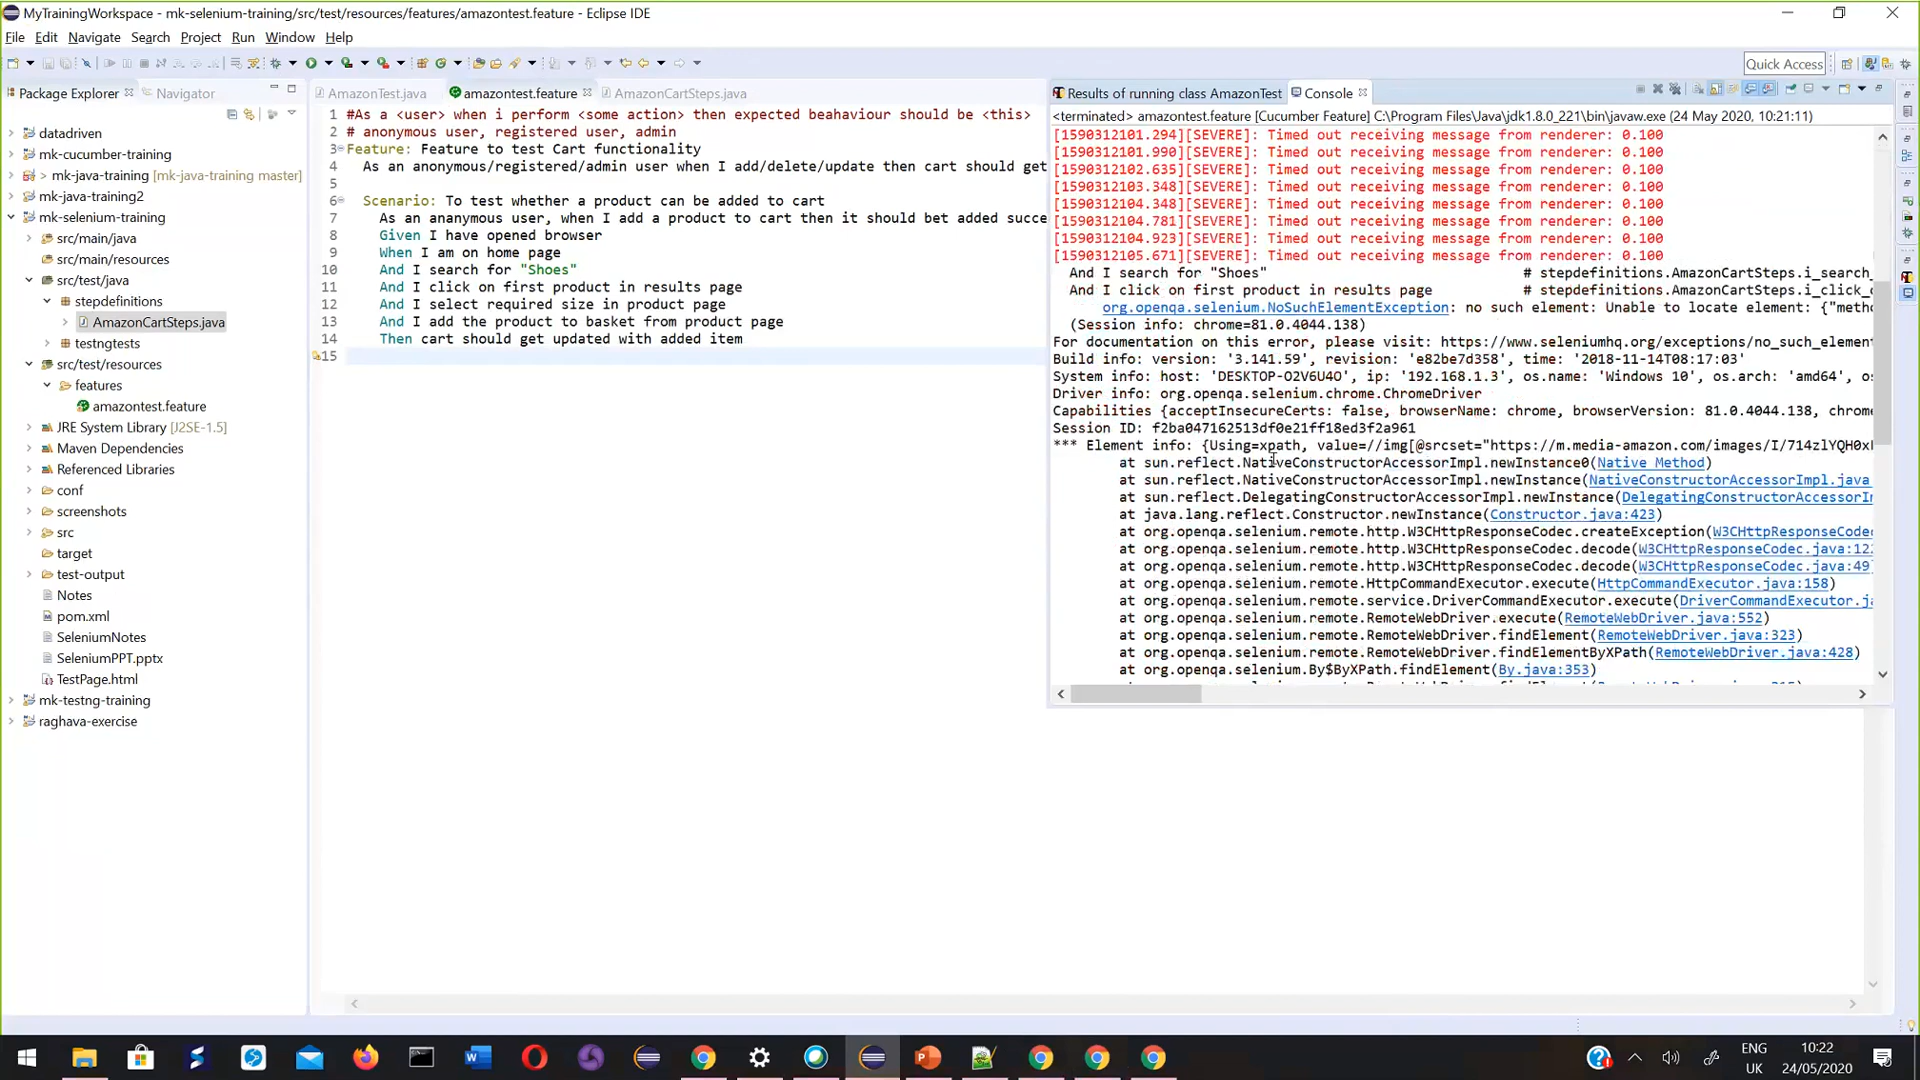 MyTrainingWorkspace - mk-selenium-training/src/test/resources/features/amazontest.feature - Eclipse IDE
File Edit Navigate Search Project Run Window Help
Quick Access
Package Explorer Navigator
datadriven
mk-cucumber-training
> mk-java-training [mk-java-training master]
mk-java-training2
mk-selenium-training
src/main/java
src/main/resources
src/test/java
stepdefinitions
AmazonCartSteps.java
testngtests
src/test/resources
features
amazontest.feature
JRE System Library [J2SE-1.5]
Maven Dependencies
Referenced Libraries
conf
screenshots
src
target
test-output
Notes
pom.xml
SeleniumNotes
SeleniumPPT.pptx
TestPage.html
mk-testng-training
raghava-exercise
AmazonTest.java amazontest.feature AmazonCartSteps.java
1 #As a <user> when i perform <some action> then expected beahaviour should be <this>
2 # anonymous user, registered user, admin
3 Feature: Feature to test Cart functionality
4 As an anonymous/registered/admin user when I add/delete/update then cart should get
5
6 Scenario: To test whether a product can be added to cart
7 As an ananymous user, when I add a product to cart then it should bet added succe
8 Given I have opened browser
9 When I am on home page
10 And I search for "Shoes"
11 And I click on first product in results page
12 And I select required size in product page
13 And I add the product to basket from product page
14 Then cart should get updated with added item
15
Results of running class AmazonTest Console
<terminated> amazontest.feature [Cucumber Feature] C:\Program Files\Java\jdk1.8.0_221\bin\javaw.exe (24 May 2020, 10:21:11)
[1590312101.294][SEVERE]: Timed out receiving message from renderer: 0.100
[1590312101.990][SEVERE]: Timed out receiving message from renderer: 0.100
[1590312102.635][SEVERE]: Timed out receiving message from renderer: 0.100
[1590312103.348][SEVERE]: Timed out receiving message from renderer: 0.100
[1590312104.348][SEVERE]: Timed out receiving message from renderer: 0.100
[1590312104.781][SEVERE]: Timed out receiving message from renderer: 0.100
[1590312104.923][SEVERE]: Timed out receiving message from renderer: 0.100
[1590312105.671][SEVERE]: Timed out receiving message from renderer: 0.100
And I search for "Shoes" # stepdefinitions.AmazonCartSteps.i_search_
And I click on first product in results page # stepdefinitions.AmazonCartSteps.i_click_
org.openqa.selenium.NoSuchElementException: no such element: Unable to locate element: {"meth
(Session info: chrome=81.0.4044.138)
For documentation on this error, please visit: https://www.seleniumhq.org/exceptions/no_such_elem
Build info: version: '3.141.59', revision: 'e82be7d358', time: '2018-11-14T08:17:03'
System info: host: 'DESKTOP-O2V6U4O', ip: '192.168.1.3', os.name: 'Windows 10', os.arch: 'amd64', os
Driver info: org.openqa.selenium.chrome.ChromeDriver
Capabilities {acceptInsecureCerts: false, browserName: chrome, browserVersion: 81.0.4044.138, chrome
Session ID: f2ba047162513df0e21ff18ed3f2a961
*** Element info: {Using=xpath, value=//img[@srcset="https://m.media-amazon.com/images/I/714zlYQH0x
at sun.reflect.NativeConstructorAccessorImpl.newInstance0(Native Method)
at sun.reflect.NativeConstructorAccessorImpl.newInstance(NativeConstructorAccessorImpl.java
at sun.reflect.DelegatingConstructorAccessorImpl.newInstance(DelegatingConstructorAccessorI
at java.lang.reflect.Constructor.newInstance(Constructor.java:423)
at org.openqa.selenium.remote.http.W3CHttpResponseCodec.createException(W3CHttpResponseCodec
at org.openqa.selenium.remote.http.W3CHttpResponseCodec.decode(W3CHttpResponseCodec.java:122
at org.openqa.selenium.remote.http.W3CHttpResponseCodec.decode(W3CHttpResponseCodec.java:49
at org.openqa.selenium.remote.HttpCommandExecutor.execute(HttpCommandExecutor.java:158)
at org.openqa.selenium.remote.service.DriverCommandExecutor.execute(DriverCommandExecutor.j
at org.openqa.selenium.remote.RemoteWebDriver.execute(RemoteWebDriver.java:552)
at org.openqa.selenium.remote.RemoteWebDriver.findElement(RemoteWebDriver.java:323)
at org.openqa.selenium.remote.RemoteWebDriver.findElementByXPath(RemoteWebDriver.java:428)
at org.openqa.selenium.By$ByXPath.findElement(By.java:353)
ENG
UK
10:22
24/05/2020